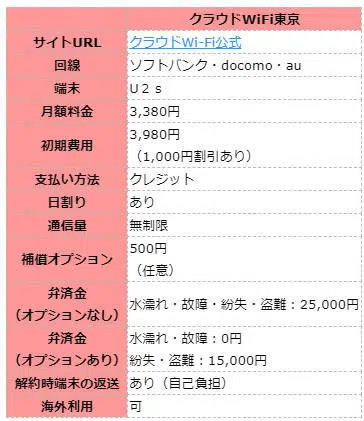 クラウドWiFi東京
サイトURL クラウドWi-Fi公式
回線 ソフトバンク・docomo・au
端末 U２ｓ
月額料金 3,380円
初期費用 3,980円
（1,000円割引あり）
支払い方法 クレジット
日割り あり
通信量 無制限
補償オプション 500円
（任意）
弁済金
（オプションなし） 水濡れ・故障・紛失・盗難：25,000円
弁済金
（オプションあり） 水濡れ・故障：0円
紛失・盗難：15,000円
解約時端末の返送 あり（自己負担）
海外利用 可